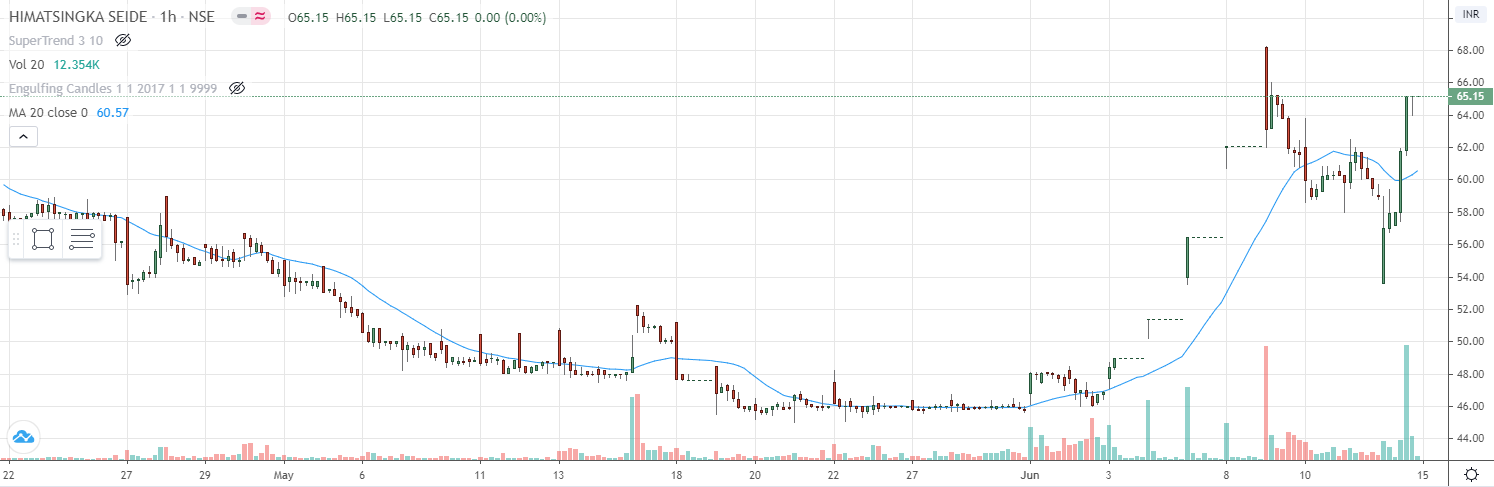 HIMATSINGKA SEIDE · 1h · NSE O65.15 H65.15 L65.15 C65.15 0.00 (0.00%)
INR
SuperTrend 3 10
Vol 20 12.354K
Engulfing Candles 1 1 2017 1 1 9999
MA 20 close 0 60.57
68.00
66.00
65.15
64.00
62.00
60.00
58.00
56.00
54.00
52.00
50.00
48.00
46.00
44.00
22 27 29 May 6 11 13 18 20 22 27 Jun 3 8 10 15